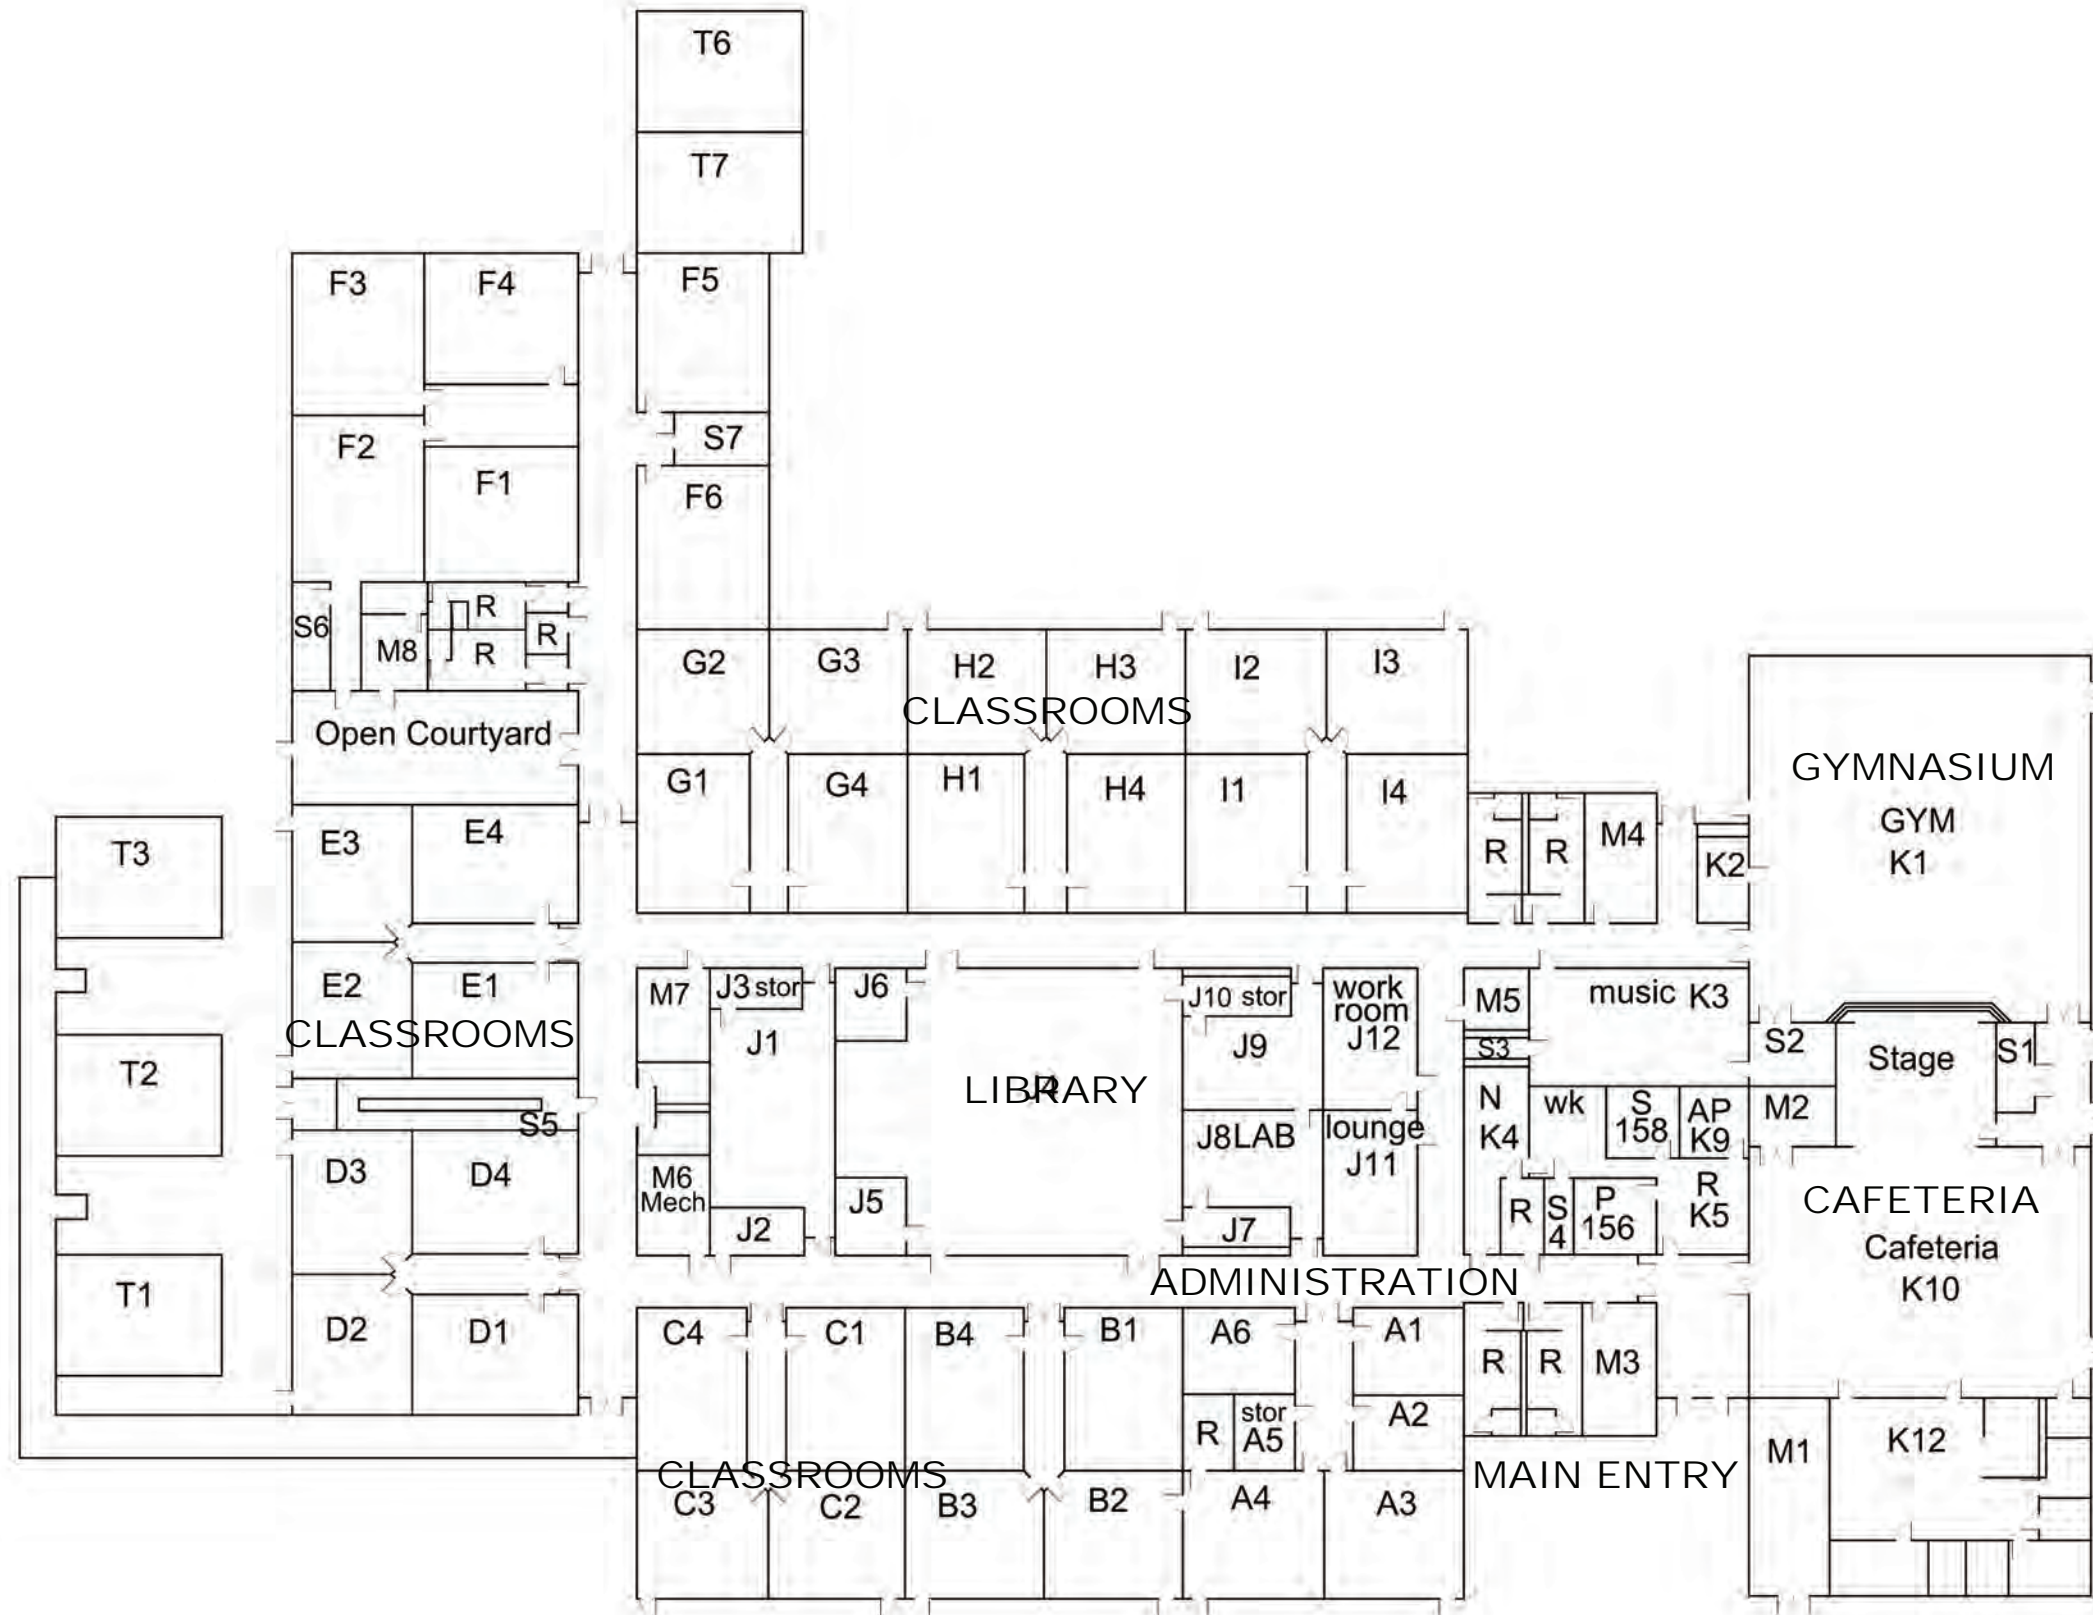 T6
T7
F3
F4
F5
F2
S7
F1
F6
S6
M8
R
R
R
G2
G3
H2
H3
I2
I3
CLASSROOMS
Open Courtyard
G1
G4
H1
H4
I1
I4
GYMNASIUM
GYM
K1
T3
E3
E4
R
R
M4
K2
E2
E1
CLASSROOMS
M7
J3 stor
J6
J1
J10 stor
J9
work
room
J12
M5
music K3
S3
S2
Stage
S1
T2
LIBRARY
J4
N
K4
wk
S
158
AP
K9
M2
S5
J8LAB
lounge
J11
D3
D4
M6
Mech
J5
J2
J7
R
S
4
P
156
R
K5
CAFETERIA
Cafeteria
K10
ADMINISTRATION
T1
D2
D1
C4
C1
B4
B1
A6
A1
R
R
M3
R
stor
A5
A2
CLASSROOMS
MAIN ENTRY
M1
K12
C3
C2
B3
B2
A4
A3